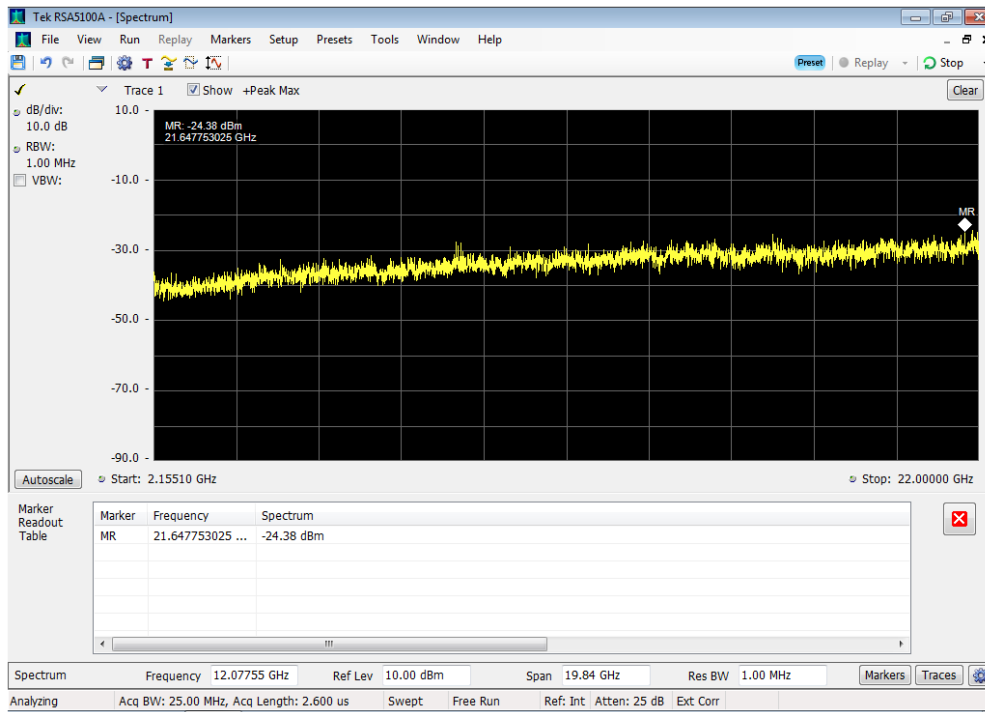 Tek RSA5100A - [Spectrum]
File View Run Replay Markers Setup Presets Tools Window Help
T Preset Replay Stop
Trace 1 Show +Peak Max Clear
dB/div:
10.0 dB
RBW:
1.00 MHz
VBW:
10.0 -
-10.0 -
-30.0 -
-50.0 -
-70.0 -
-90.0 -
MR: -24.38 dBm
21.647753025 GHz
MR
Autoscale Start: 2.15510 GHz Stop: 22.00000 GHz
Marker
Readout
Table
Marker Frequency Spectrum
MR 21.647753025 ... -24.38 dBm
Spectrum Frequency 12.07755 GHz Ref Lev 10.00 dBm Span 19.84 GHz Res BW 1.00 MHz Markers Traces
Analyzing Acq BW: 25.00 MHz, Acq Length: 2.600 us Swept Free Run Ref: Int Atten: 25 dB Ext Corr